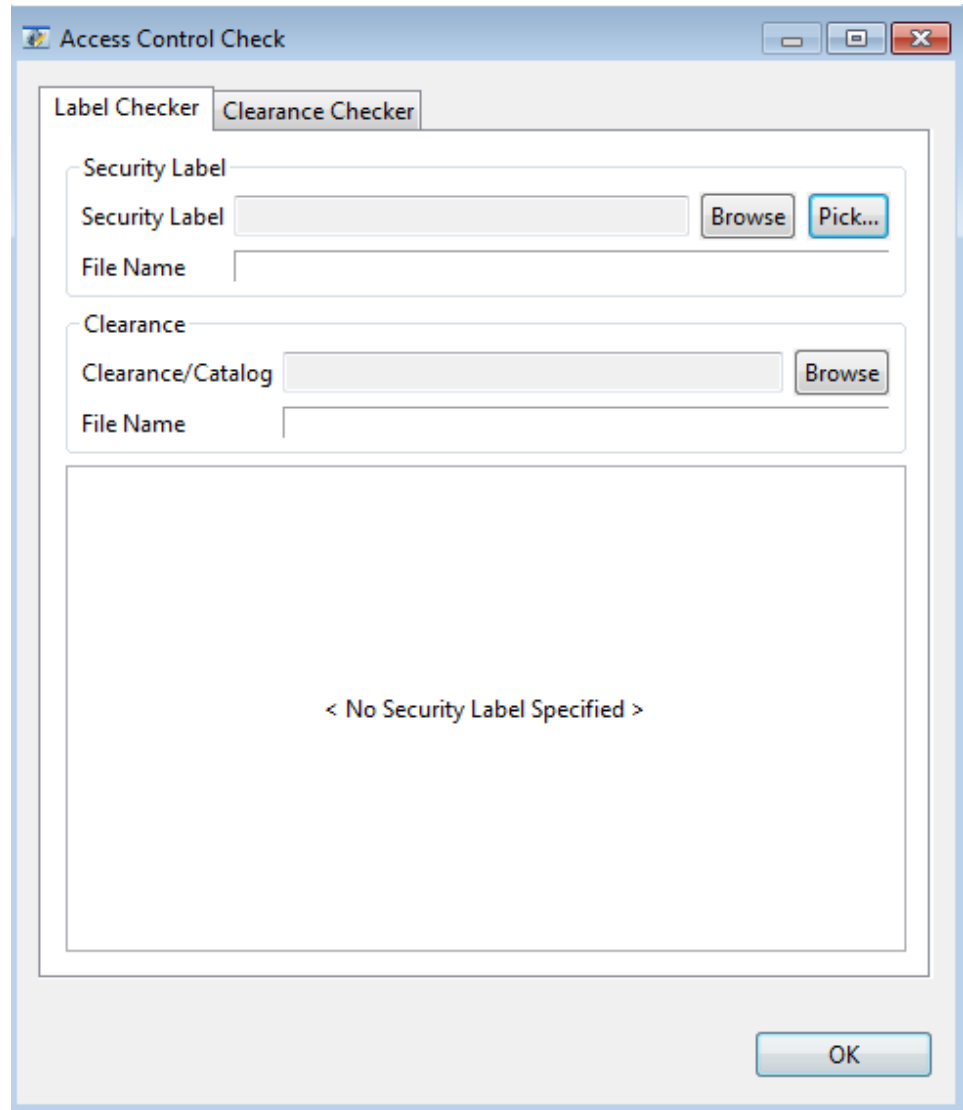 Access Control Check
Label Checker Clearance Checker
Security Label
Security Label Browse Pick...
File Name
Clearance
Clearance/Catalog Browse
File Name
< No Security Label Specified >
OK